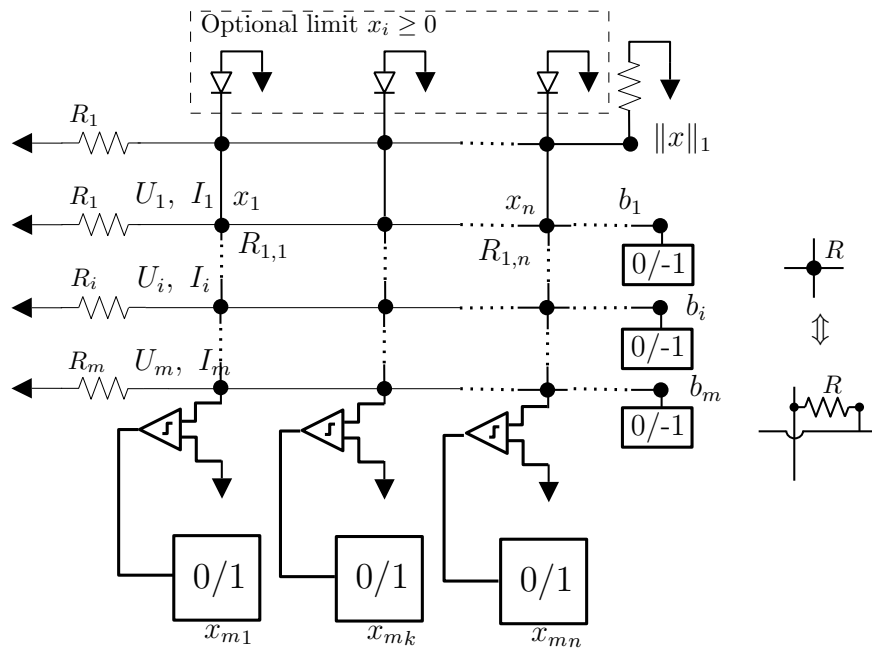 Optional limit x_i ≥ 0
R_1
‖x‖_1
R_1 U_1, I_1 x_1 x_n b_1
R_{1,1} R_{1,n}
0/-1
R
R_i U_i, I_i b_i
0/-1
R_m U_m, I_m b_m
R
0/-1
0/1 0/1 0/1
x_{m1} x_{mk} x_{mn}